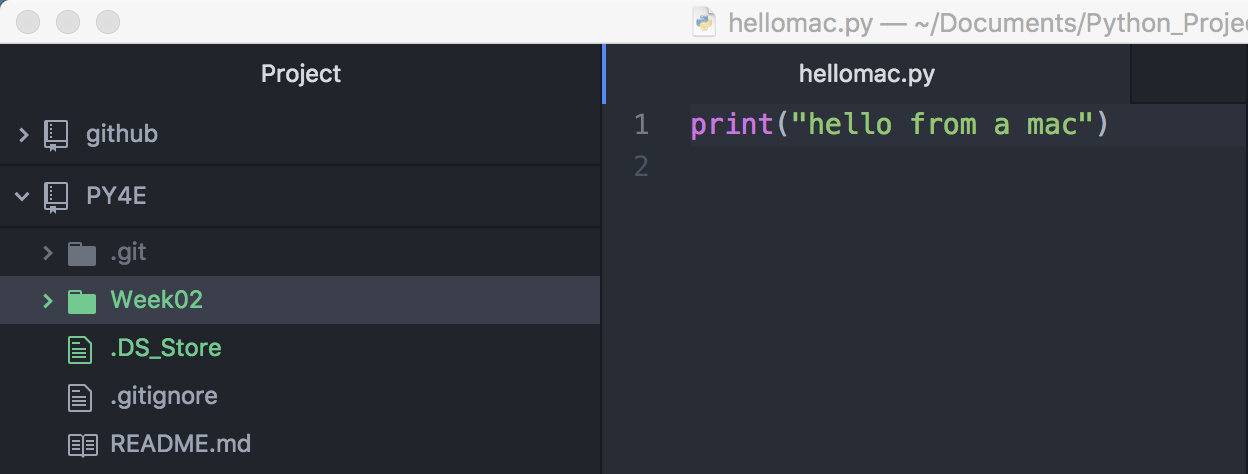 hellomac.py — ~/Documents/Python_Projec
Project
github
PY4E
.git
Week02
.DS_Store
.gitignore
README.md
hellomac.py
1 print("hello from a mac")
2